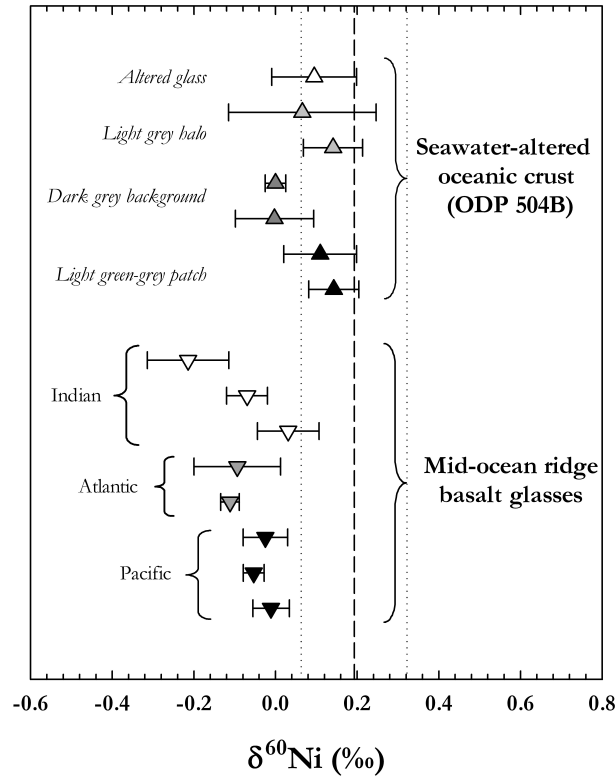 Altered glass
Light grey halo
Dark grey background
Light green-grey patch
Seawater-altered
oceanic crust
(ODP 504B)
Indian
Atlantic
Pacific
Mid-ocean ridge
basalt glasses
-0.6 -0.4 -0.2 0.0 0.2 0.4 0.6 0.8
δ⁶⁰Ni (‰)